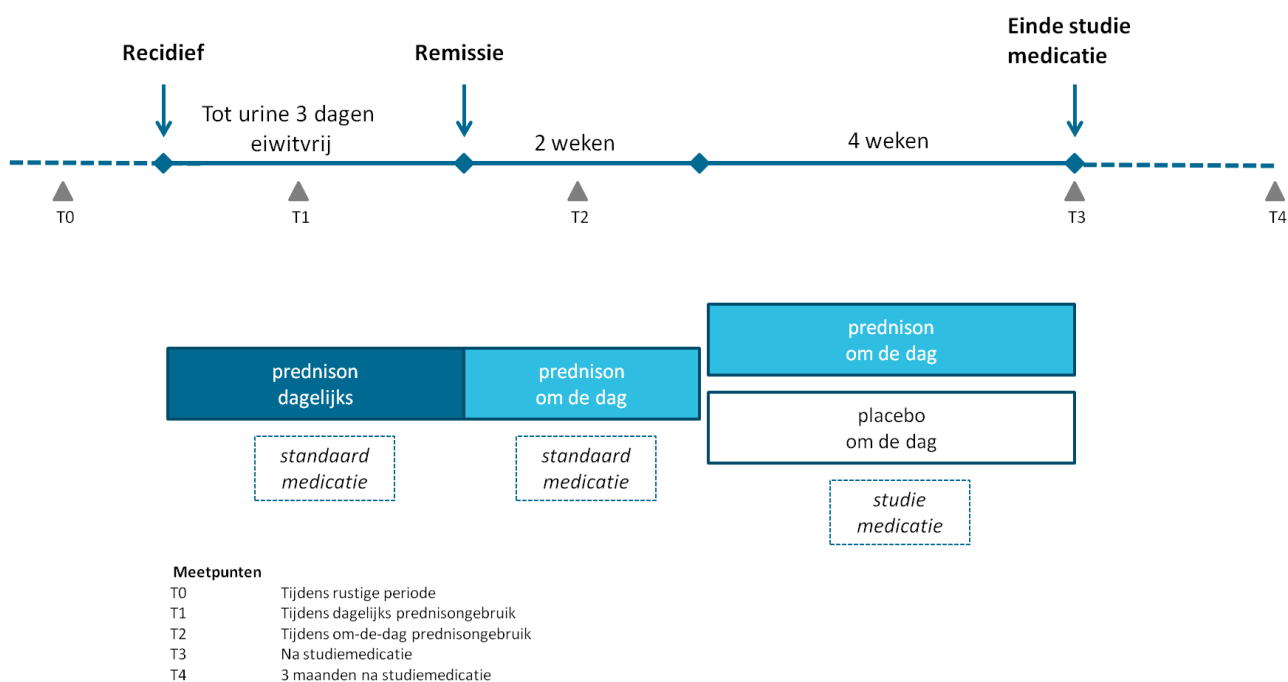 Recidief
Remissie
Einde studie
medicatie
Tot urine 3 dagen
eiwitvrij
2 weken
4 weken
T0
T1
T2
T3
T4
prednison
dagelijks
prednison
om de dag
prednison
om de dag
placebo
om de dag
standaard
medicatie
standaard
medicatie
studie
medicatie
Meetpunten
T0 Tijdens rustige periode
T1 Tijdens dagelijks prednisongebruik
T2 Tijdens om-de-dag prednisongebruik
T3 Na studiemedicatie
T4 3 maanden na studiemedicatie